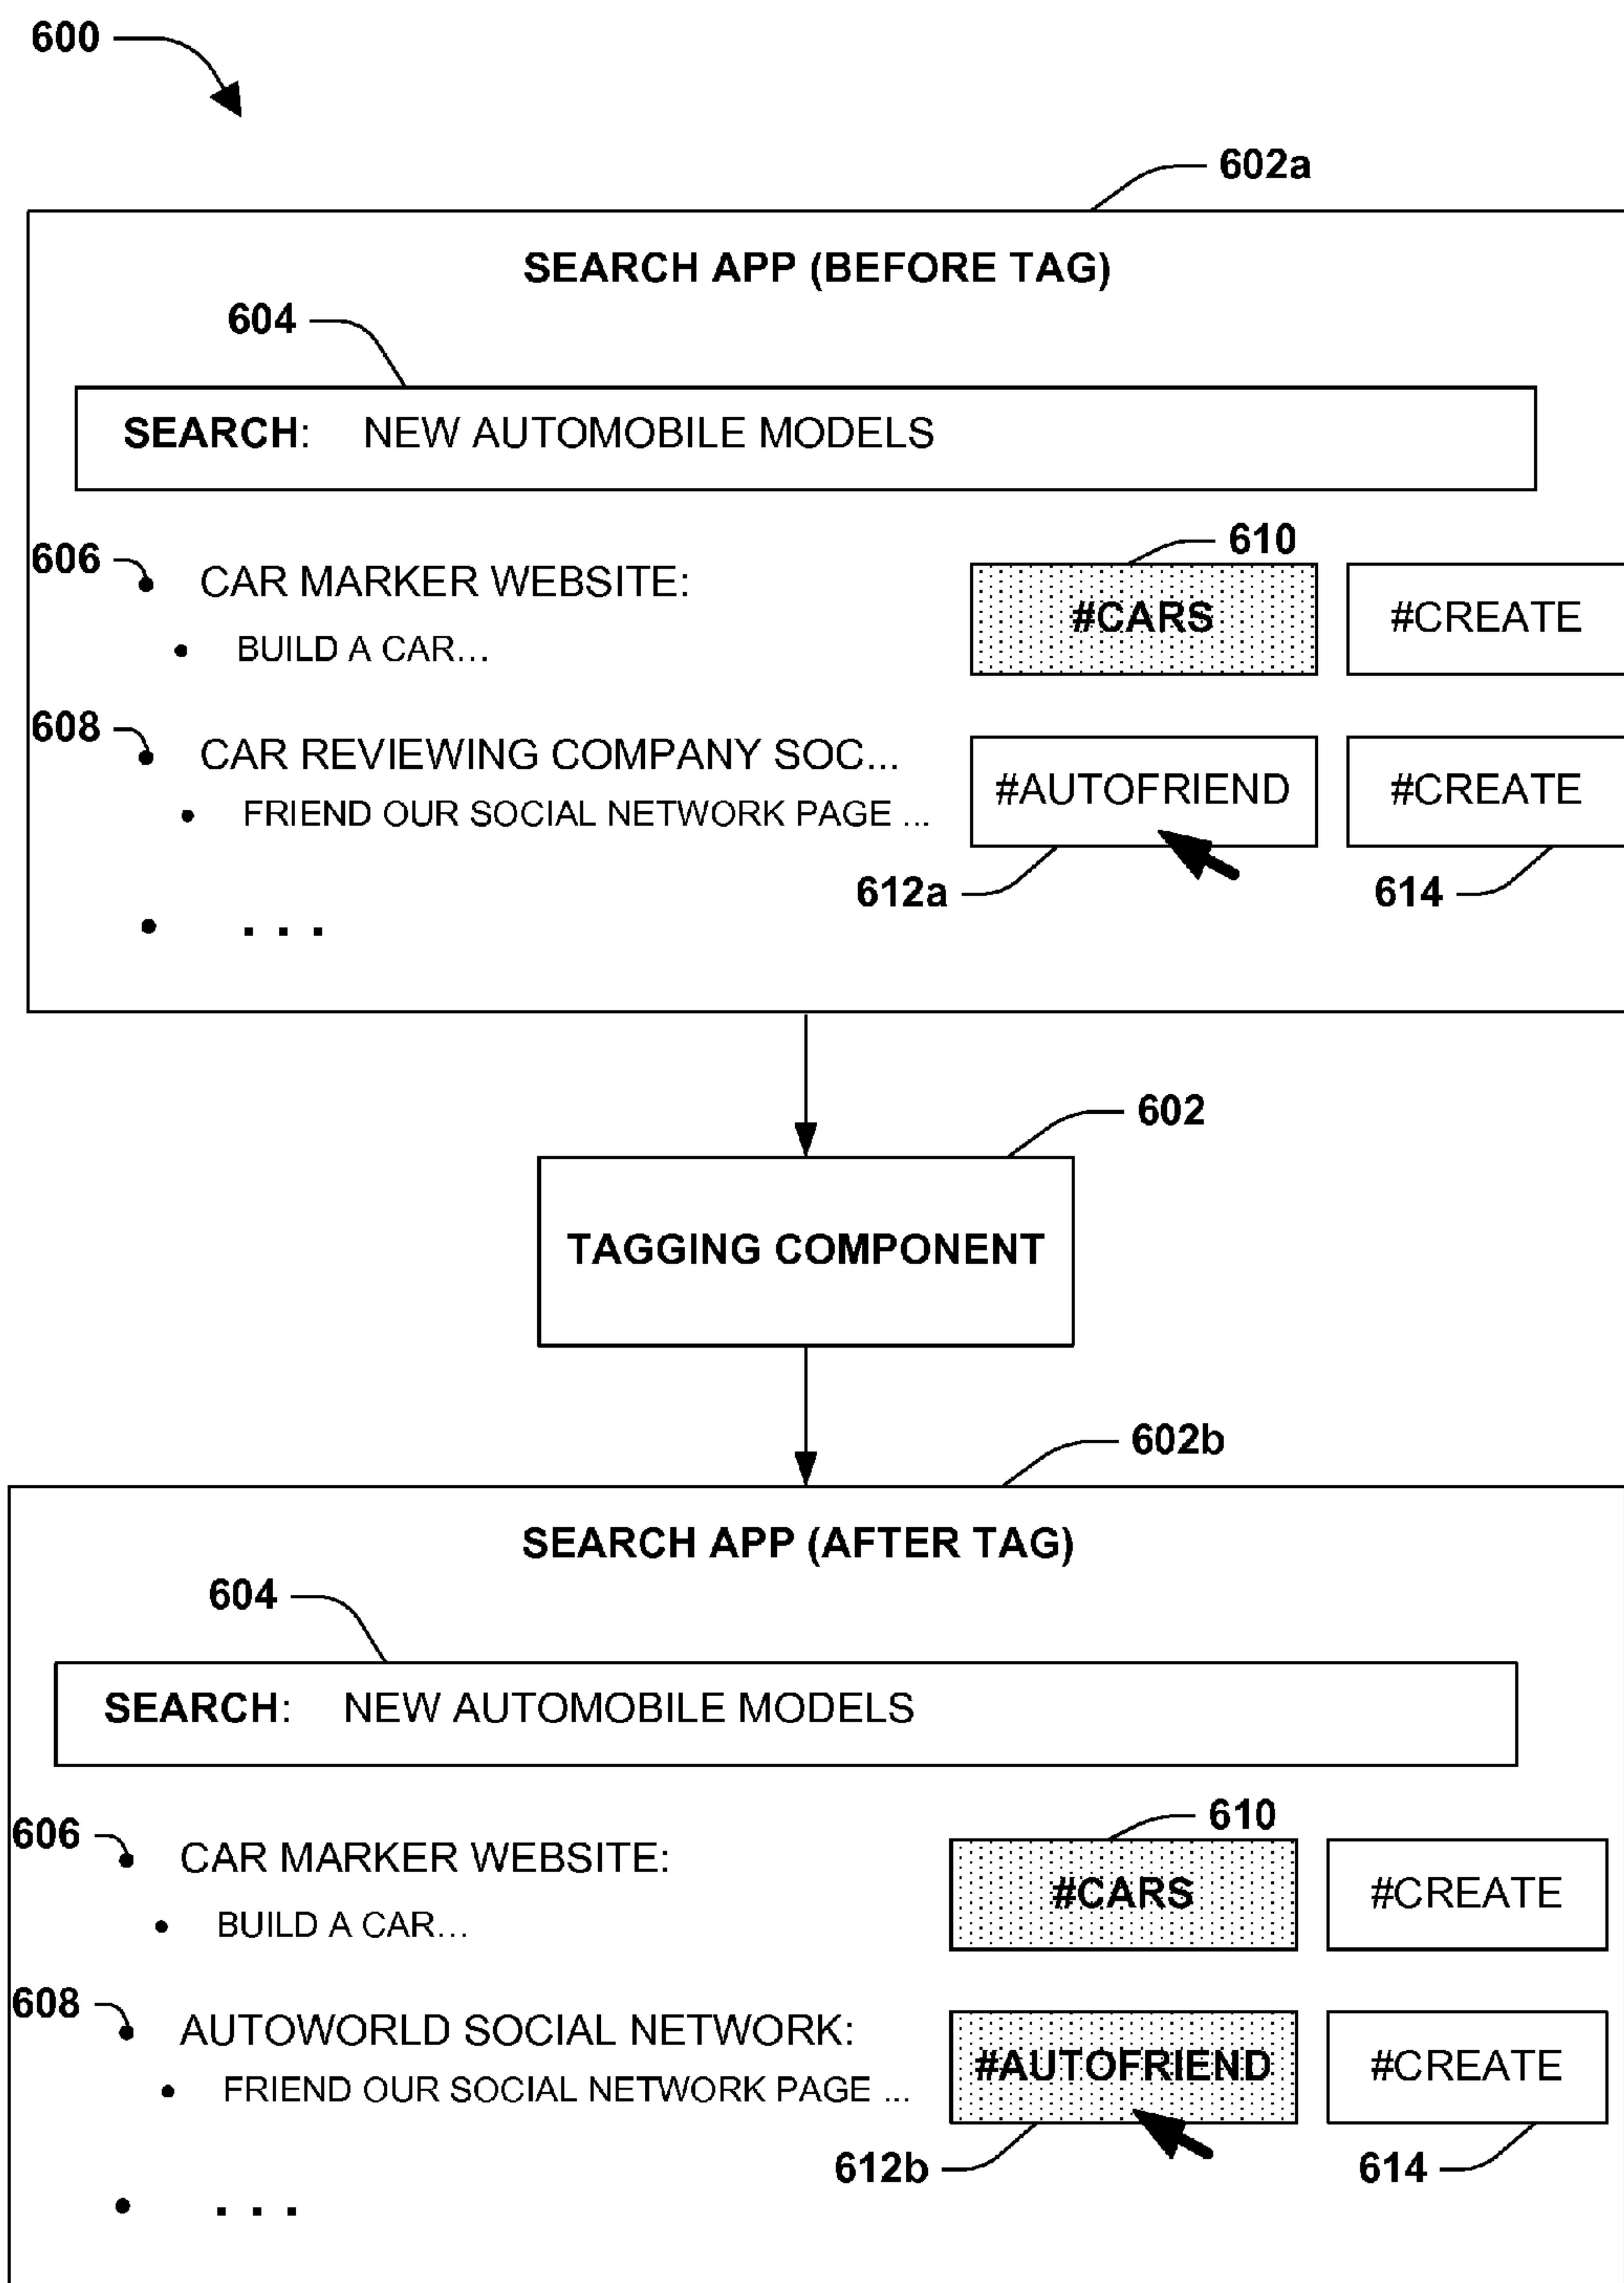 600
602a
SEARCH APP (BEFORE TAG)
604
SEARCH: NEW AUTOMOBILE MODELS
606
CAR MARKER WEBSITE:
610
#CARS
#CREATE
• BUILD A CAR...
608
CAR REVIEWING COMPANY SOC...
#AUTOFRIEND
#CREATE
• FRIEND OUR SOCIAL NETWORK PAGE ...
612a
614
• . . .
602
TAGGING COMPONENT
602b
SEARCH APP (AFTER TAG)
604
SEARCH: NEW AUTOMOBILE MODELS
606
CAR MARKER WEBSITE:
610
#CARS
#CREATE
• BUILD A CAR...
608
AUTOWORLD SOCIAL NETWORK:
#AUTOFRIEND
#CREATE
• FRIEND OUR SOCIAL NETWORK PAGE ...
612b
614
• . . .